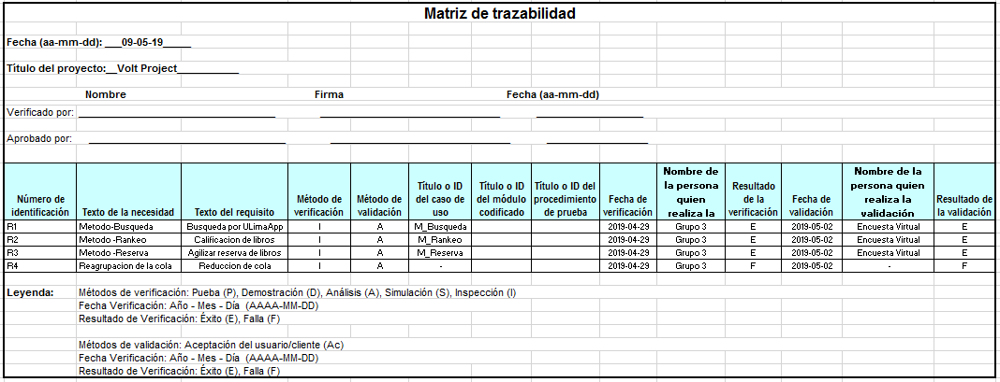 Matriz de trazabilidad
Fecha (aa-mm-dd): ___09-05-19_____
Título del proyecto:__Volt Project___________
Nombre Firma Fecha (aa-mm-dd)
Verificado por: _________________________________ ______________________________ __________________
Aprobado por: _________________________________ ______________________________ _________________
Número de identificación Texto de la necesidad Texto del requisito Método de verificación Método de validación Título o ID del caso de uso Título o ID del módulo codificado Título o ID del procedimiento de prueba Fecha de verificación Nombre de la persona quien realiza la Resultado de la verificación Fecha de validación Nombre de la persona quien realiza la validación Resultado de la validación
R1 Metodo-Busqueda Busqueda por ULimaApp I A M_Busqueda 2019-04-29 Grupo 3 E 2019-05-02 Encuesta Virtual E
R2 Metodo -Rankeo Calificacion de libros I A M_Rankeo 2019-04-29 Grupo 3 E 2019-05-02 Encuesta Virtual E
R3 Metodo -Reserva Agilizar reserva de libros I A M_Reserva 2019-04-29 Grupo 3 E 2019-05-02 Encuesta Virtual E
R4 Reagrupation de la cola Reduccion de cola I A - 2019-04-29 Grupo 3 F 2019-05-02 - F
Leyenda: Métodos de verificación: Pueba (P), Demostración (D), Análisis (A), Simulación (S), Inspección (I)
Fecha Verificación: Año - Mes - Día (AAAA-MM-DD)
Resultado de Verificación: Éxito (E), Falla (F)
Métodos de validación: Aceptación del usuario/cliente (Ac)
Fecha Verificación: Año - Mes - Día (AAAA-MM-DD)
Resultado de Verificación: Éxito (E), Falla (F)